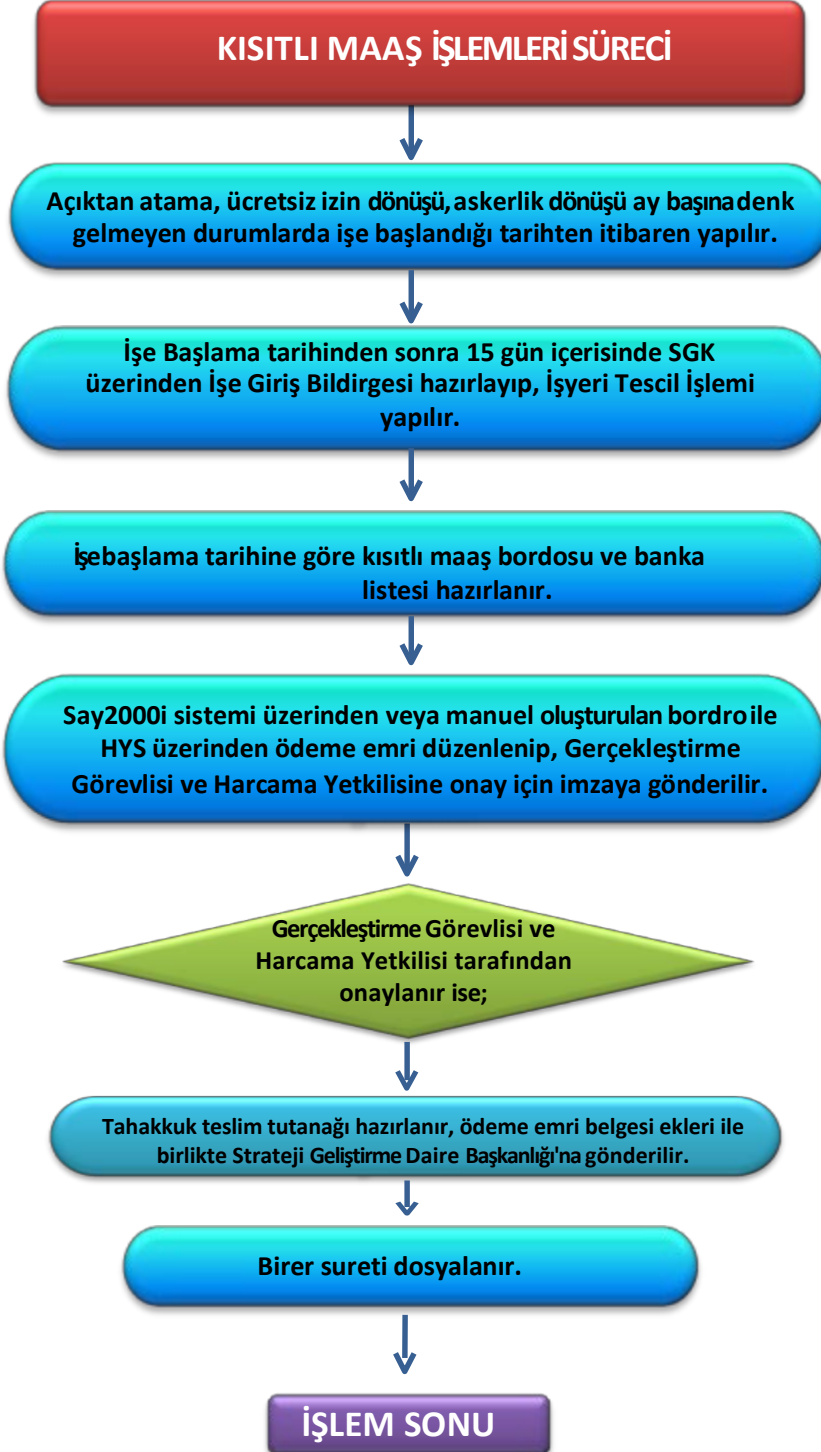 KISITLI MAAŞ İŞLEMLERİ SÜRECİ
Açıktan atama, ücretsiz izin dönüşü, askerlik dönüşü ay başına denk
gelmeyen durumlarda işe başlandığı tarihten itibaren yapılır.
İşe Başlama tarihinden sonra 15 gün içerisinde SGK
üzerinden İşe Giriş Bildirgesi hazırlayıp, İşyeri Tescil İşlemi
yapılır.
İşe başlama tarihine göre kısıtlı maaş bordosu ve banka
listesi hazırlanır.
Say2000i sistemi üzerinden veya manuel oluşturulan bordro ile
HYS üzerinden ödeme emri düzenlenip, Gerçekleştirme
Görevlisi ve Harcama Yetkilisine onay için imzaya gönderilir.
Gerçekleştirme Görevlisi ve
Harcama Yetkilisi tarafından
onaylanır ise;
Tahakkuk teslim tutanağı hazırlanır, ödeme emri belgesi ekleri ile
birlikte Strateji Geliştirme Daire Başkanlığı'na gönderilir.
Birer sureti dosyalanır.
İŞLEM SONU